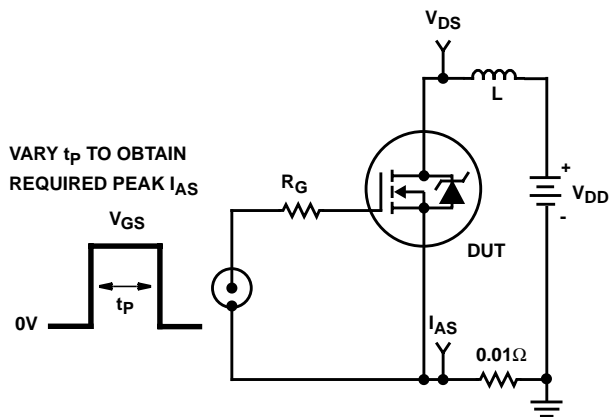 V_DS
L
VARY t_P TO OBTAIN
REQUIRED PEAK I_AS
R_G
+
V_DD
-
V_GS
DUT
t_P
0V
I_AS
0.01Ω